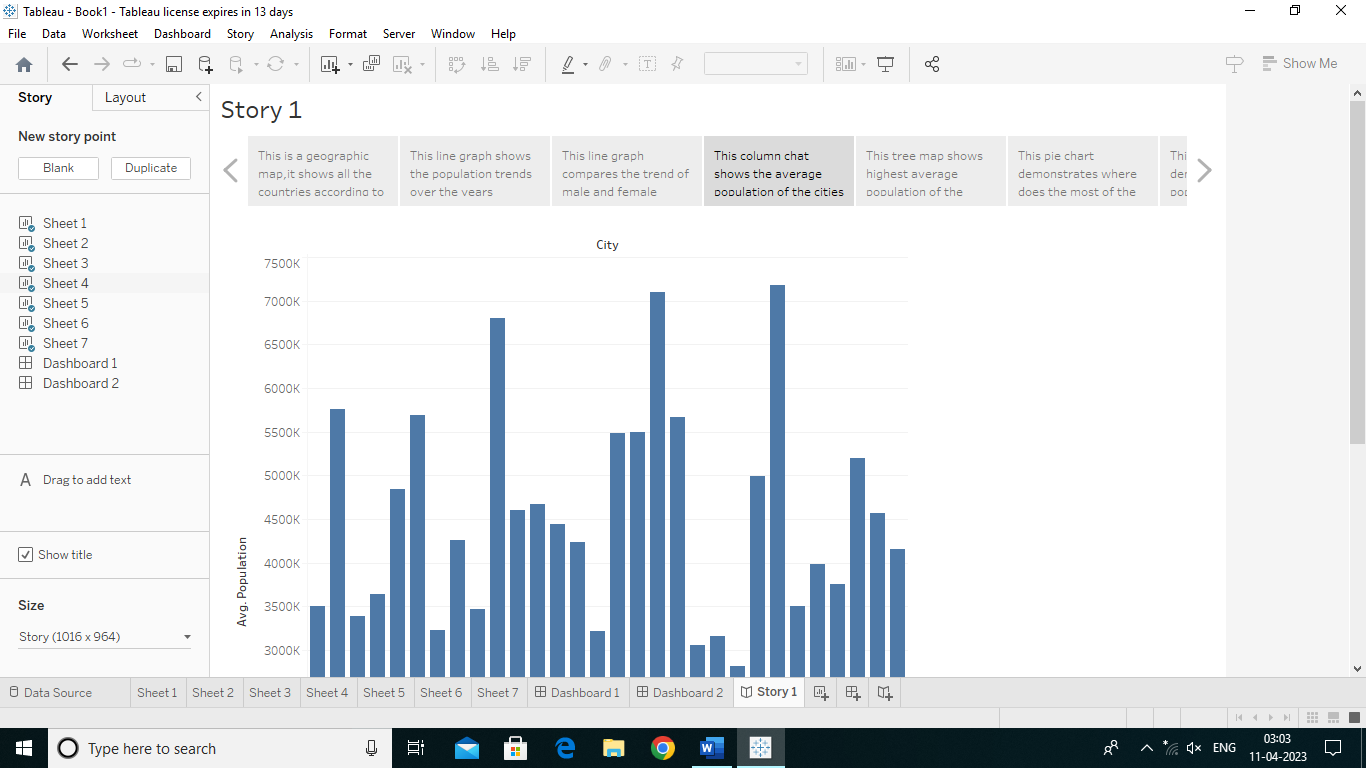 Tableau - Book1 - Tableau license expires in 13 days
File Data Worksheet Dashboard Story Analysis Format Server Window Help
Show Me
Story Layout
New story point
Blank Duplicate
Sheet 1
Sheet 2
Sheet 3
Sheet 4
Sheet 5
Sheet 6
Sheet 7
Dashboard 1
Dashboard 2
A Drag to add text
Show title
Size
Story (1016 x 964)
Story 1
This is a geographic
map,it shows all the
countries according to
This line graph shows
the population trends
over the years
This line graph
compares the trend of
male and female
This column chat
shows the average
population of the cities
This tree map shows
highest average
population of the
This pie chart
demonstrates where
does the most of the
City
7500K
7000K
6500K
6000K
5500K
5000K
4500K
4000K
3500K
3000K
Avg. Population
Data Source Sheet 1 Sheet 2 Sheet 3 Sheet 4 Sheet 5 Sheet 6 Sheet 7 Dashboard 1 Dashboard 2 Story 1
Type here to search
ENG
03:03
11-04-2023